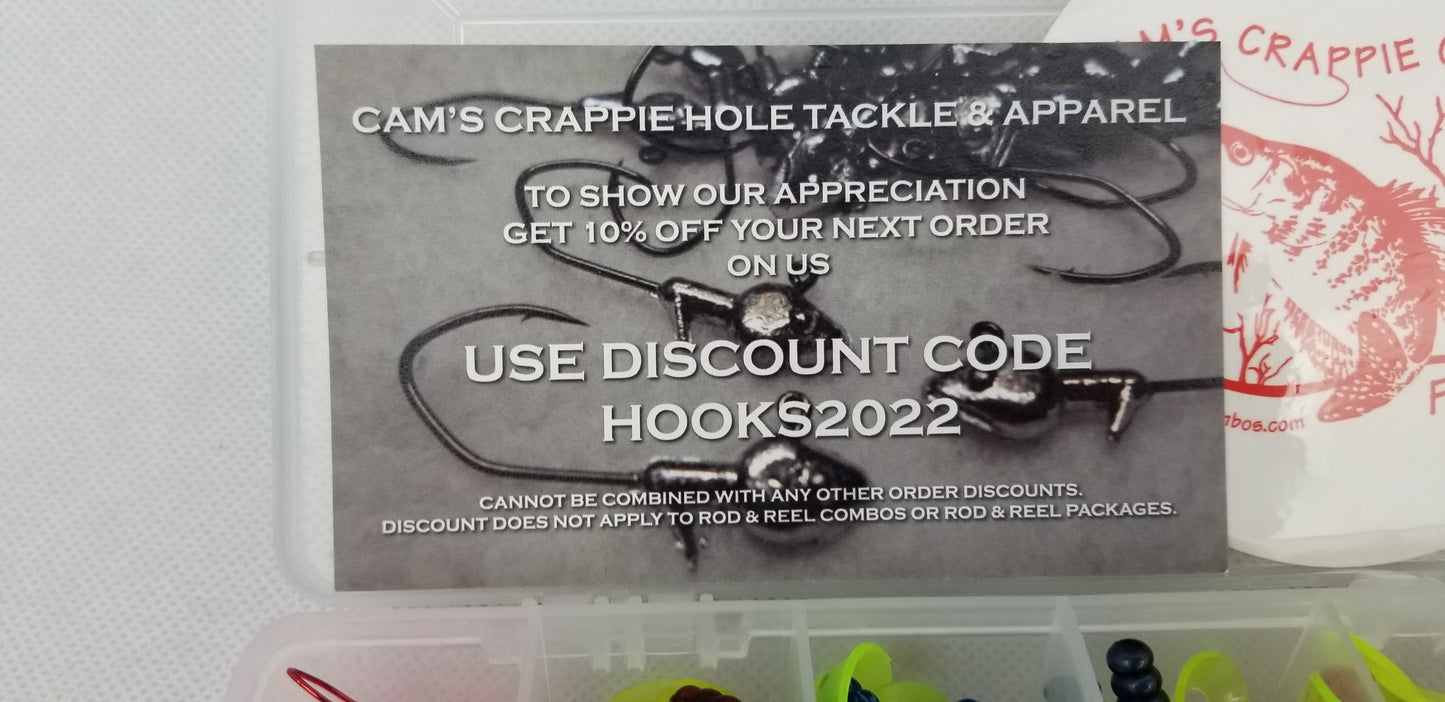 CAM'S CRAPPIE HOLE TACKLE & APPAREL
TO SHOW OUR APPRECIATION
GET 10% OFF YOUR NEXT ORDER
ON US
USE DISCOUNT CODE
HOOKS2022
CANNOT BE COMBINED WITH ANY OTHER ORDER DISCOUNTS.
DISCOUNT DOES NOT APPLY TO ROD & REEL COMBOS OR ROD & REEL PACKAGES.
CRAPPIE